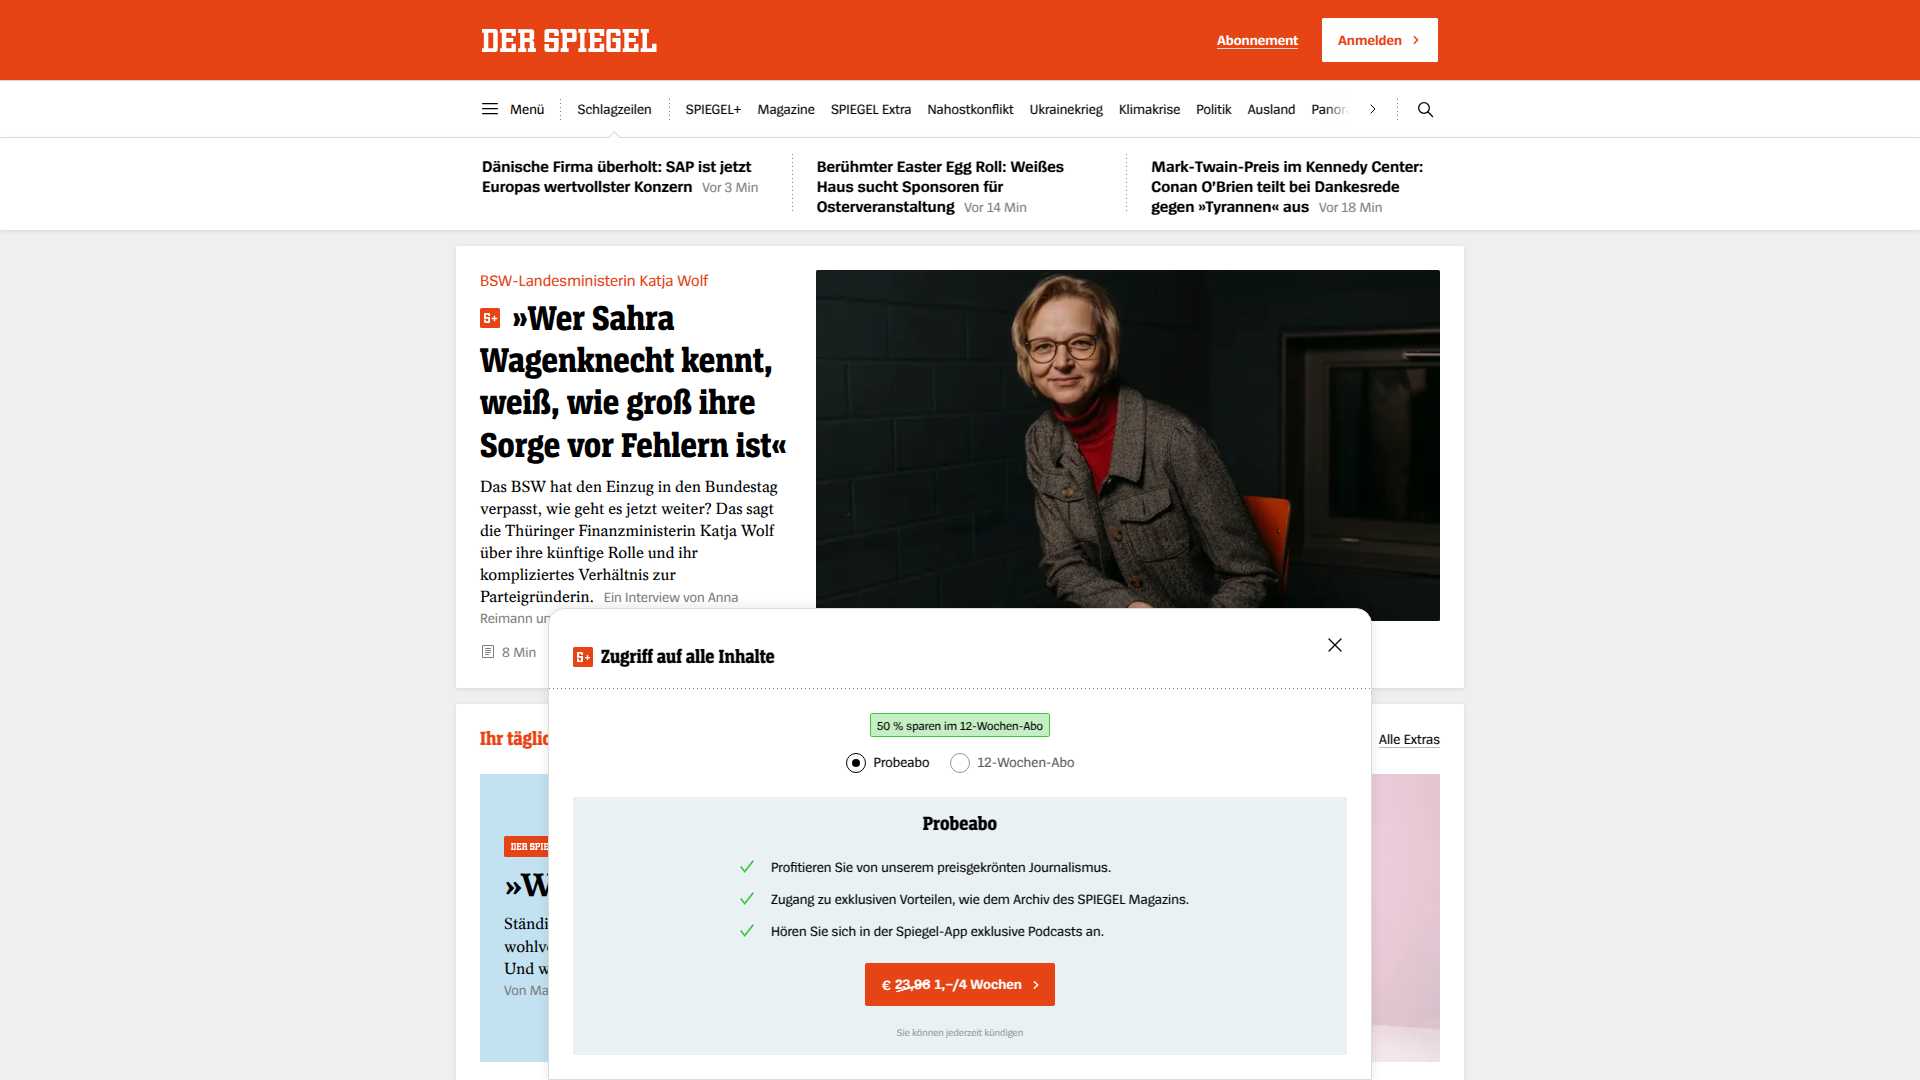 DER SPIEGEL
Abonnement
Anmelden
Menü
Schlagzeilen
SPIEGEL+
Magazine
SPIEGEL Extra
Nahostkonflikt
Ukrainekrieg
Klimakrise
Politik
Ausland
Panor
Dänische Firma überholt: SAP ist jetzt
Europas wertvollster Konzern Vor 3 Min
Berühmter Easter Egg Roll: Weißes
Haus sucht Sponsoren für
Osterveranstaltung Vor 14 Min
Mark-Twain-Preis im Kennedy Center:
Conan O’Brien teilt bei Dankesrede
gegen »Tyrannen« aus Vor 18 Min
BSW-Landesministerin Katja Wolf
S+ »Wer Sahra
Wagenknecht kennt,
weiß, wie groß ihre
Sorge vor Fehlern ist«
Das BSW hat den Einzug in den Bundestag
verpasst, wie geht es jetzt weiter? Das sagt
die Thüringer Finanzministerin Katja Wolf
über ihre künftige Rolle und ihr
kompliziertes Verhältnis zur
Parteigründerin. Ein Interview von Anna
Reimann un
8 Min
S+ Zugriff auf alle Inhalte
50 % sparen im 12-Wochen-Abo
Probeabo
12-Wochen-Abo
Probeabo
Profitieren Sie von unserem preisgekrönten Journalismus.
Zugang zu exklusiven Vorteilen, wie dem Archiv des SPIEGEL Magazins.
Hören Sie sich in der Spiegel-App exklusive Podcasts an.
€ 23,96 1,–/4 Wochen
Sie können jederzeit kündigen
Ihr täglic
Alle Extras
DER SPIE
»W
Ständi
wohlv
Und w
Von Ma